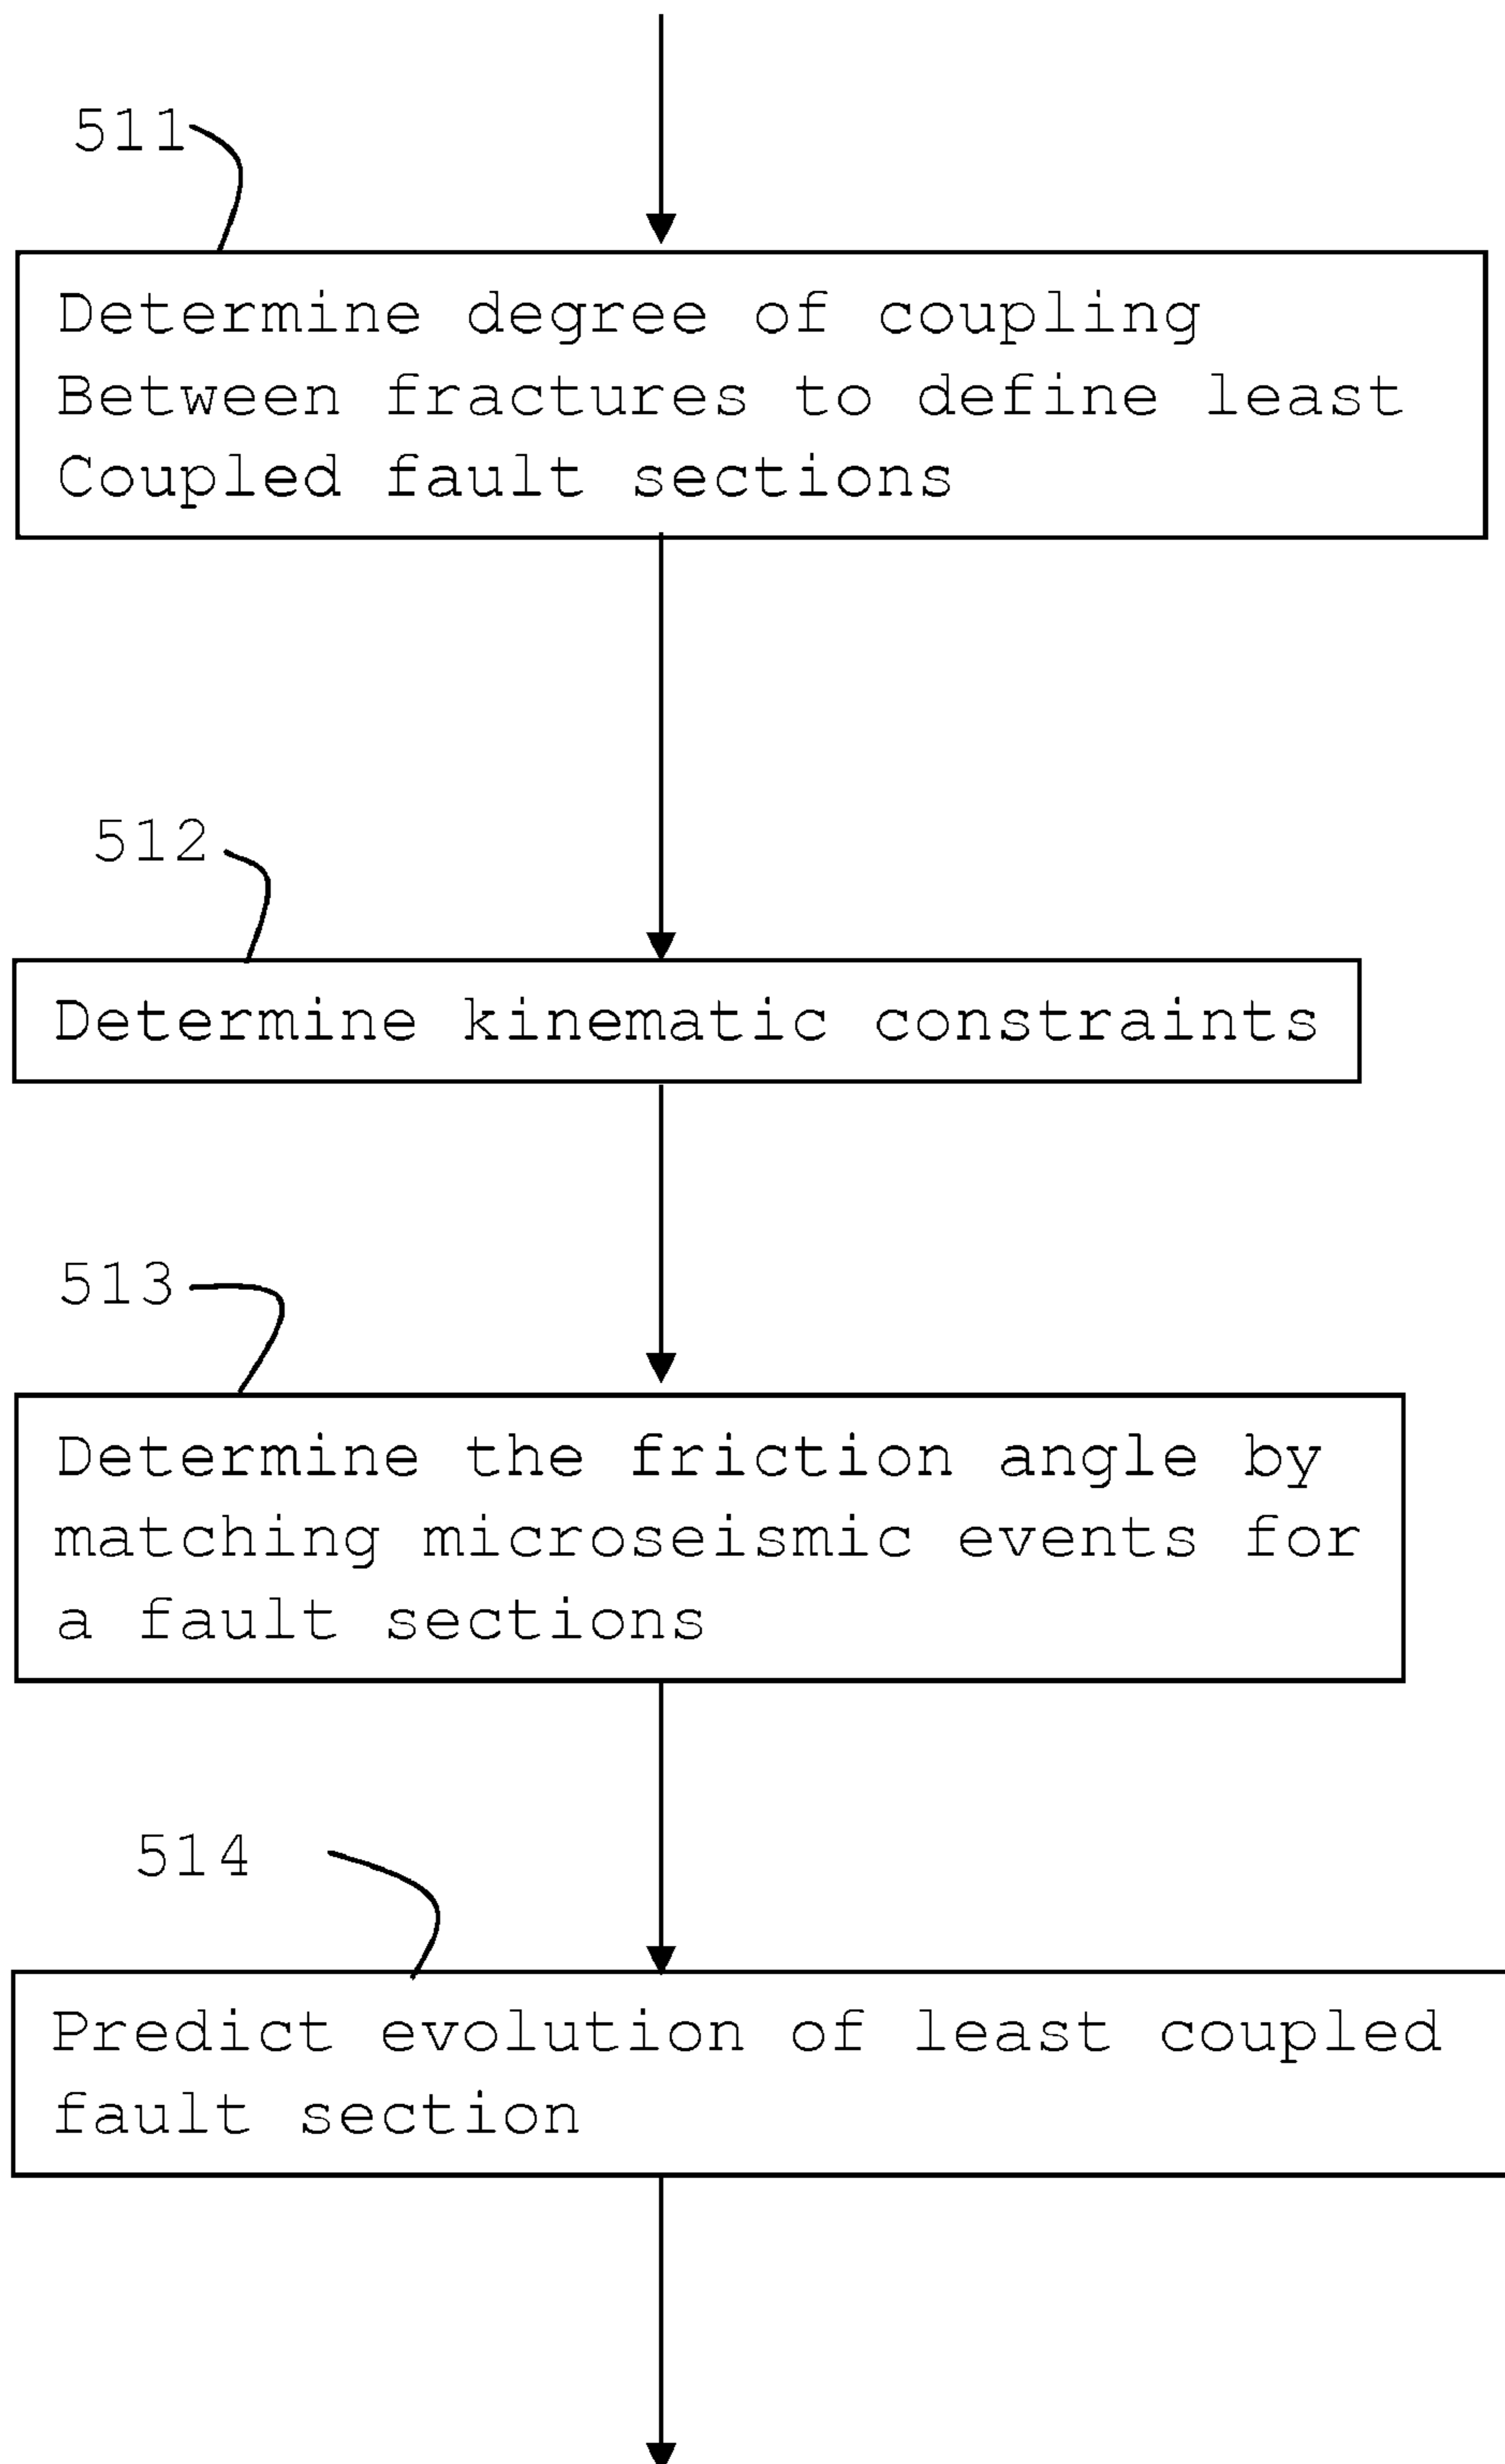 511
Determine degree of coupling
Between fractures to define least
Coupled fault sections
512
Determine kinematic constraints
513
Determine the friction angle by
matching microseismic events for
a fault sections
514
Predict evolution of least coupled
fault section